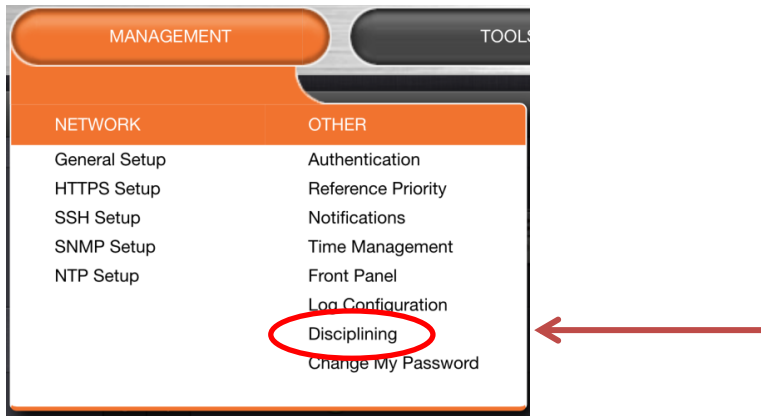 MANAGEMENT
TOOLS
NETWORK
General Setup
HTTPS Setup
SSH Setup
SNMP Setup
NTP Setup
OTHER
Authentication
Reference Priority
Notifications
Time Management
Front Panel
Log Configuration
Disciplining
Change My Password